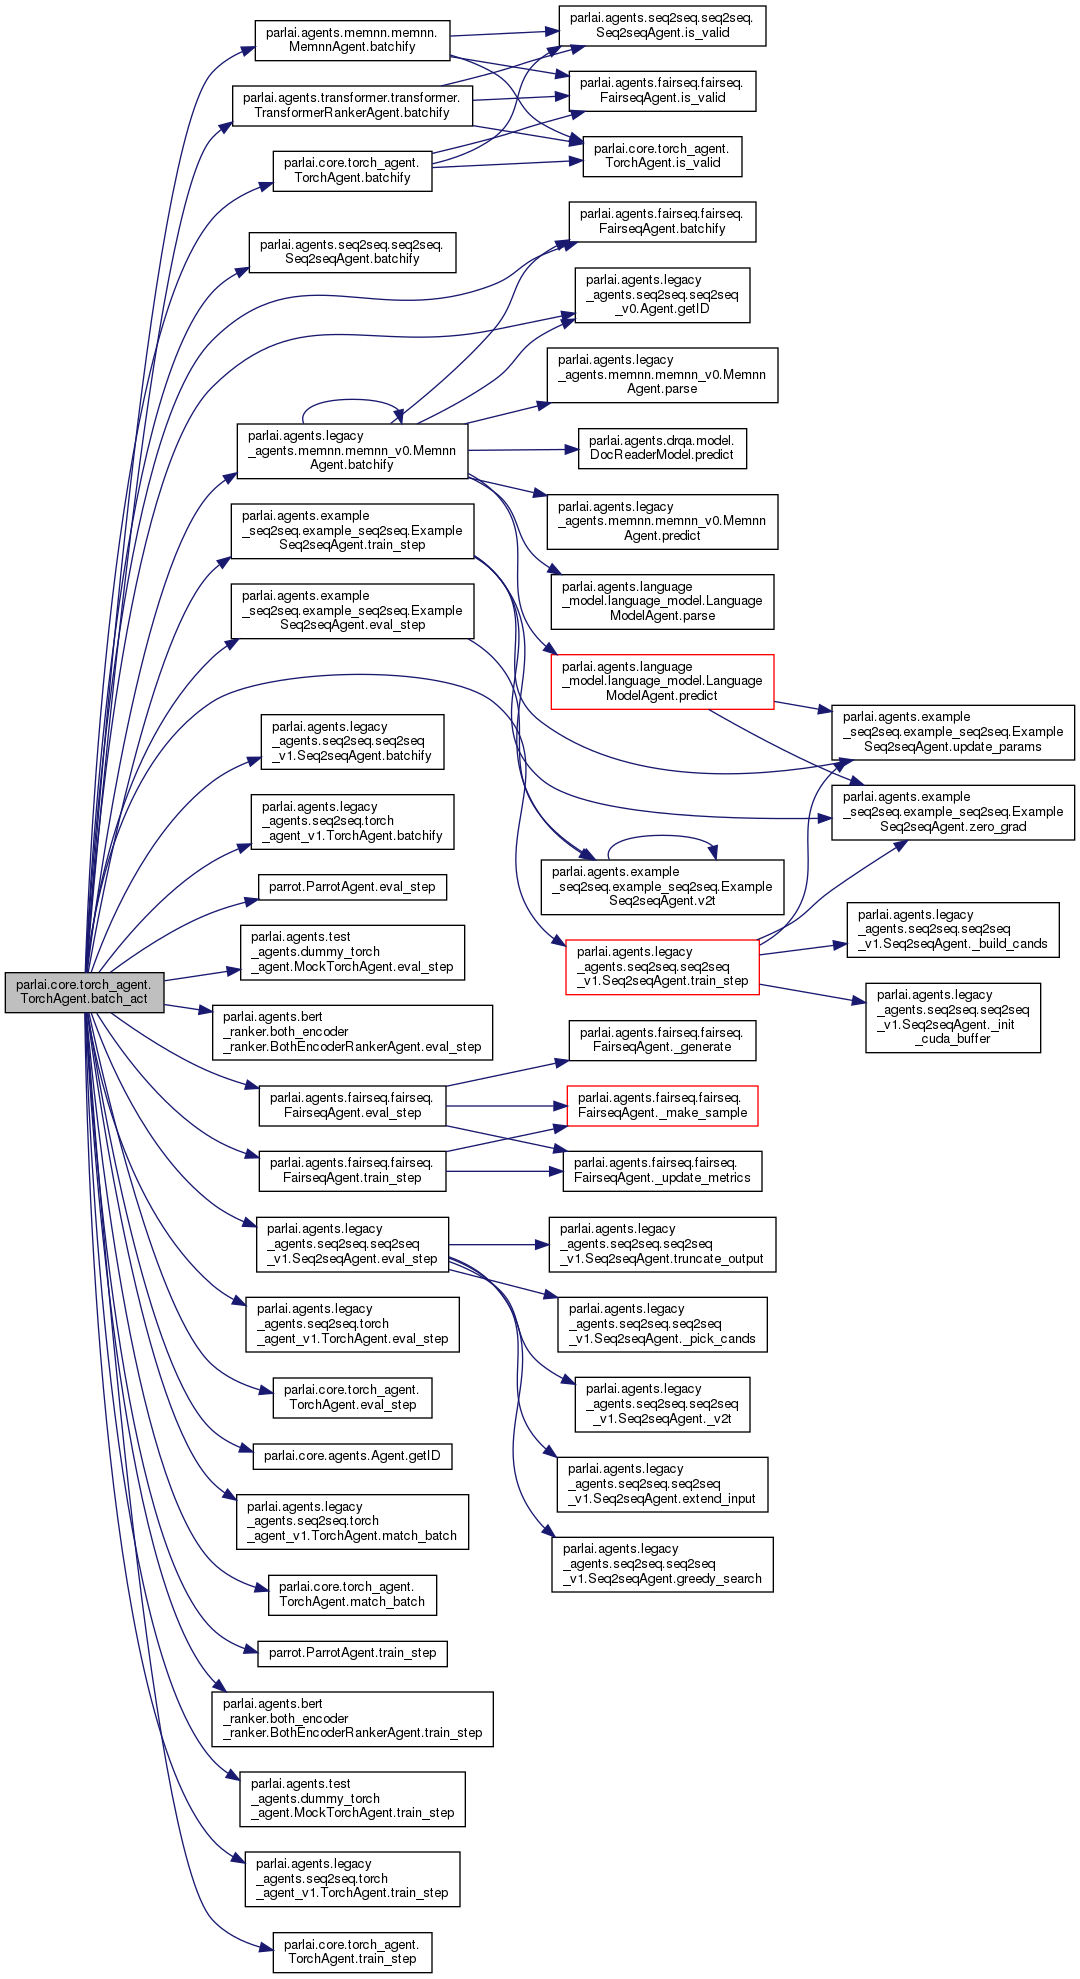 parlai.core.torch_agent.
TorchAgent.batch_act
parlai.agents.memnn.memnn.
MemnnAgent.batchify
parlai.agents.transformer.transformer.
TransformerRankerAgent.batchify
parlai.core.torch_agent.
TorchAgent.batchify
parlai.agents.seq2seq.seq2seq.
Seq2seqAgent.batchify
parlai.agents.legacy
_agents.memnn.memnn_v0.Memnn
Agent.batchify
parlai.agents.example
_seq2seq.example_seq2seq.Example
Seq2seqAgent.train_step
parlai.agents.example
_seq2seq.example_seq2seq.Example
Seq2seqAgent.eval_step
parlai.agents.legacy
_agents.seq2seq.seq2seq
_v1.Seq2seqAgent.batchify
parlai.agents.legacy
_agents.seq2seq.torch
_agent_v1.TorchAgent.batchify
parrot.ParrotAgent.eval_step
parlai.agents.test
_agents.dummy_torch
_agent.MockTorchAgent.eval_step
parlai.agents.bert
_ranker.both_encoder
_ranker.BothEncoderRankerAgent.eval_step
parlai.agents.fairseq.fairseq.
FairseqAgent.eval_step
parlai.agents.fairseq.fairseq.
FairseqAgent.train_step
parlai.agents.legacy
_agents.seq2seq.seq2seq
_v1.Seq2seqAgent.eval_step
parlai.agents.legacy
_agents.seq2seq.torch
_agent_v1.TorchAgent.eval_step
parlai.core.torch_agent.
TorchAgent.eval_step
parlai.core.agents.Agent.getID
parlai.agents.legacy
_agents.seq2seq.torch
_agent_v1.TorchAgent.match_batch
parlai.core.torch_agent.
TorchAgent.match_batch
parrot.ParrotAgent.train_step
parlai.agents.bert
_ranker.both_encoder
_ranker.BothEncoderRankerAgent.train_step
parlai.agents.test
_agents.dummy_torch
_agent.MockTorchAgent.train_step
parlai.agents.legacy
_agents.seq2seq.torch
_agent_v1.TorchAgent.train_step
parlai.core.torch_agent.
TorchAgent.train_step
parlai.agents.seq2seq.seq2seq.
Seq2seqAgent.is_valid
parlai.agents.fairseq.fairseq.
FairseqAgent.is_valid
parlai.core.torch_agent.
TorchAgent.is_valid
parlai.agents.fairseq.fairseq.
FairseqAgent.batchify
parlai.agents.legacy
_agents.seq2seq.seq2seq
_v0.Agent.getID
parlai.agents.legacy
_agents.memnn.memnn_v0.Memnn
Agent.parse
parlai.agents.drqa.model.
DocReaderModel.predict
parlai.agents.legacy
_agents.memnn.memnn_v0.Memnn
Agent.predict
parlai.agents.language
_model.language_model.Language
ModelAgent.parse
parlai.agents.language
_model.language_model.Language
ModelAgent.predict
parlai.agents.example
_seq2seq.example_seq2seq.Example
Seq2seqAgent.v2t
parlai.agents.legacy
_agents.seq2seq.seq2seq
_v1.Seq2seqAgent.train_step
parlai.agents.fairseq.fairseq.
FairseqAgent._generate
parlai.agents.fairseq.fairseq.
FairseqAgent._make_sample
parlai.agents.fairseq.fairseq.
FairseqAgent._update_metrics
parlai.agents.legacy
_agents.seq2seq.seq2seq
_v1.Seq2seqAgent.truncate_output
parlai.agents.legacy
_agents.seq2seq.seq2seq
_v1.Seq2seqAgent._pick_cands
parlai.agents.legacy
_agents.seq2seq.seq2seq
_v1.Seq2seqAgent._v2t
parlai.agents.legacy
_agents.seq2seq.seq2seq
_v1.Seq2seqAgent.extend_input
parlai.agents.legacy
_agents.seq2seq.seq2seq
_v1.Seq2seqAgent.greedy_search
parlai.agents.example
_seq2seq.example_seq2seq.Example
Seq2seqAgent.update_params
parlai.agents.example
_seq2seq.example_seq2seq.Example
Seq2seqAgent.zero_grad
parlai.agents.legacy
_agents.seq2seq.seq2seq
_v1.Seq2seqAgent._build_cands
parlai.agents.legacy
_agents.seq2seq.seq2seq
_v1.Seq2seqAgent._init
_cuda_buffer